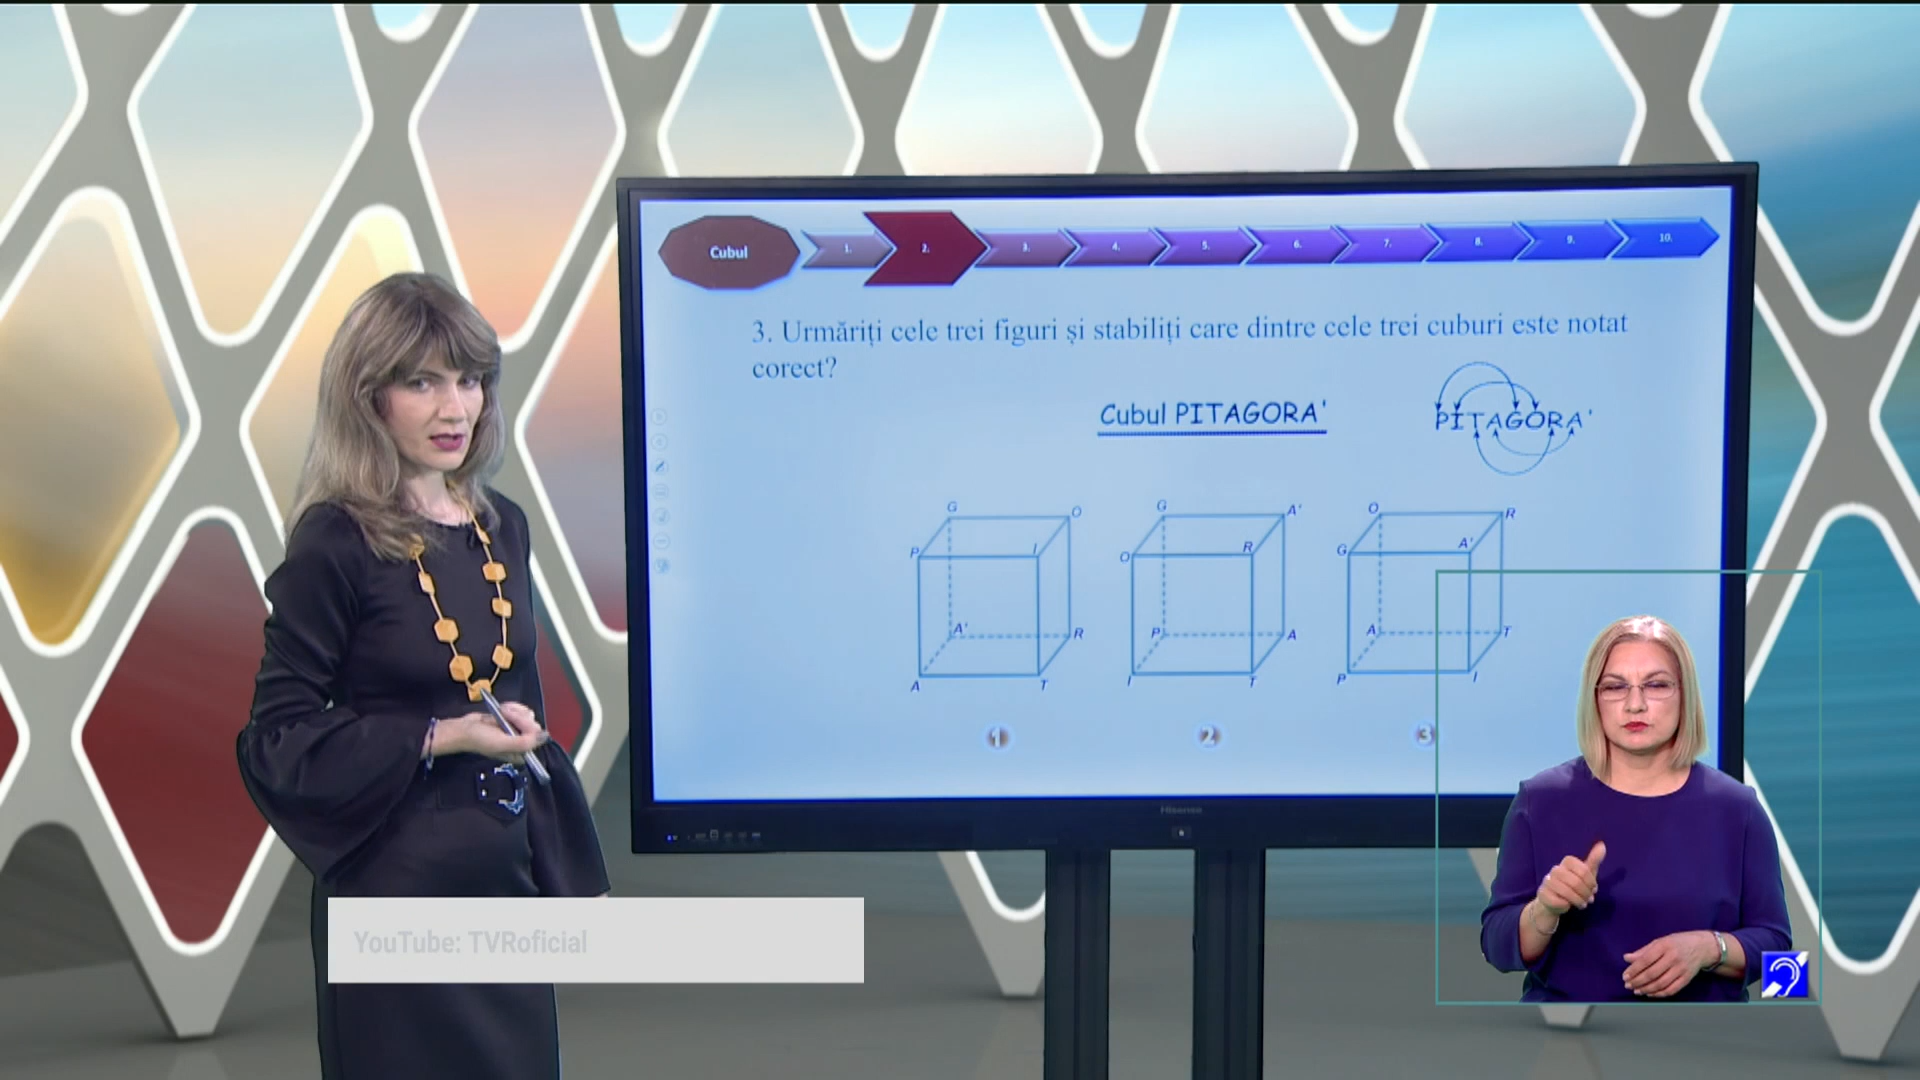 Cubul
1. 2. 3. 4. 5. 6. 7. 8. 9. 10.
3. Urmăriți cele trei figuri și stabiliți care dintre cele trei cuburi este notat
corect?
Cubul PITAGORA'
PITAGORA'
G O
P I
A' R
A T
1
G A'
O R
P A
I T
2
O R
G A'
A T
P I
3
Hisense
YouTube: TVRoficial